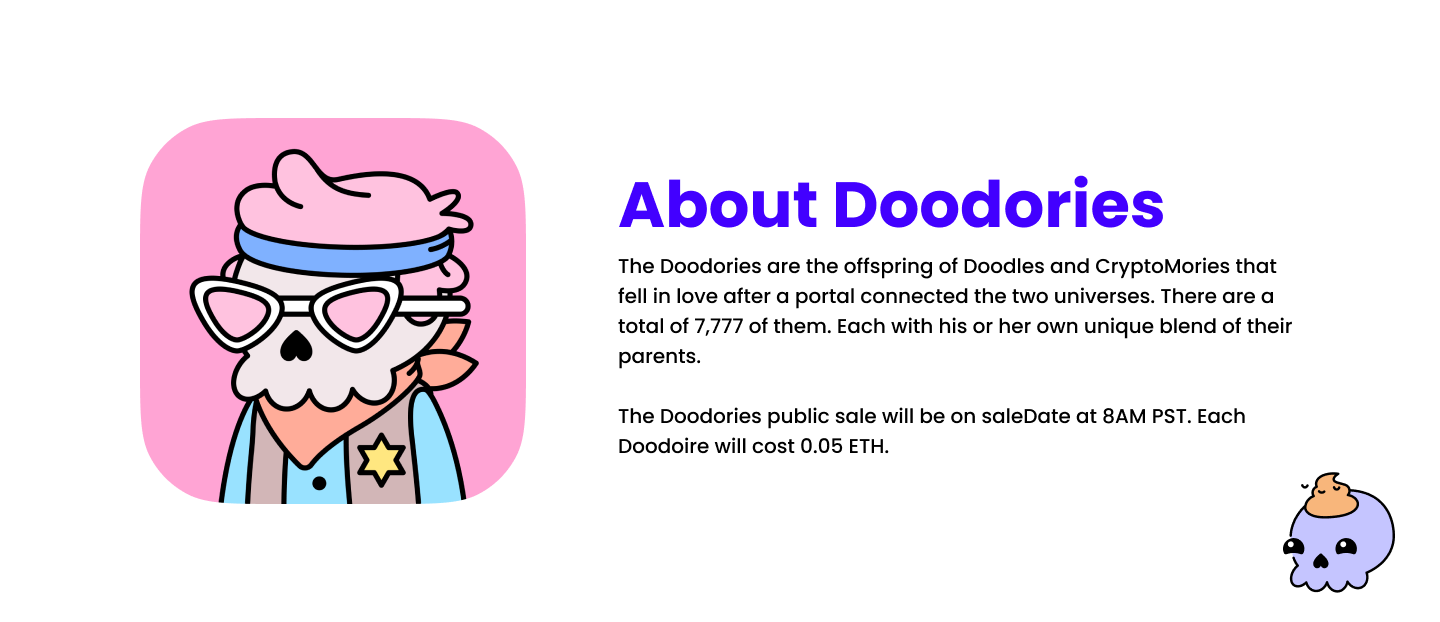 About Doodories
The Doodories are the offspring of Doodles and CryptoMories that
fell in love after a portal connected the two universes. There are a
total of 7,777 of them. Each with his or her own unique blend of their
parents.
The Doodories public sale will be on saleDate at 8AM PST. Each
Doodoire will cost 0.05 ETH.